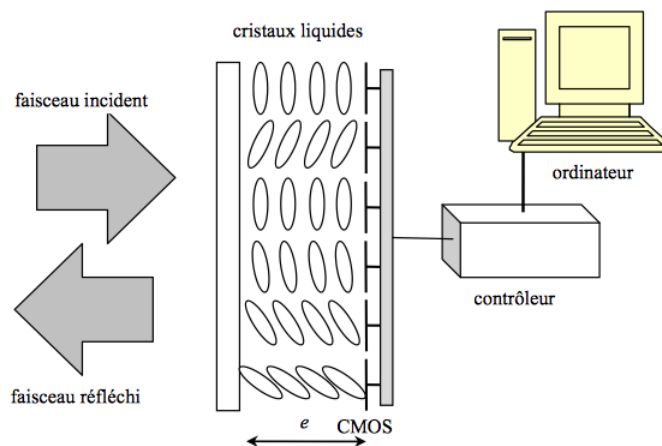 cristaux liquides
faisceau incident
ordinateur
contrôleur
faisceau réfléchi
e
CMOS